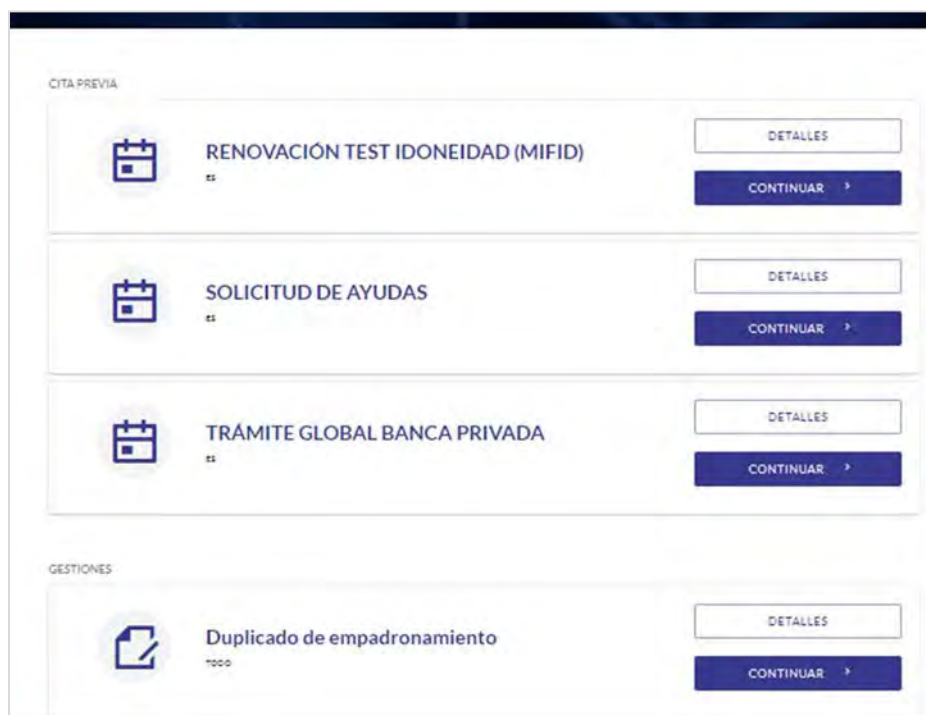 CITA PREVIA
RENOVACIÓN TEST IDONEIDAD (MIFID)
ES
DETALLES
CONTINUAR
SOLICITUD DE AYUDAS
ES
DETALLES
CONTINUAR
TRÁMITE GLOBAL BANCA PRIVADA
ES
DETALLES
CONTINUAR
GESTIONES
Duplicado de empadronamiento
TODO
DETALLES
CONTINUAR